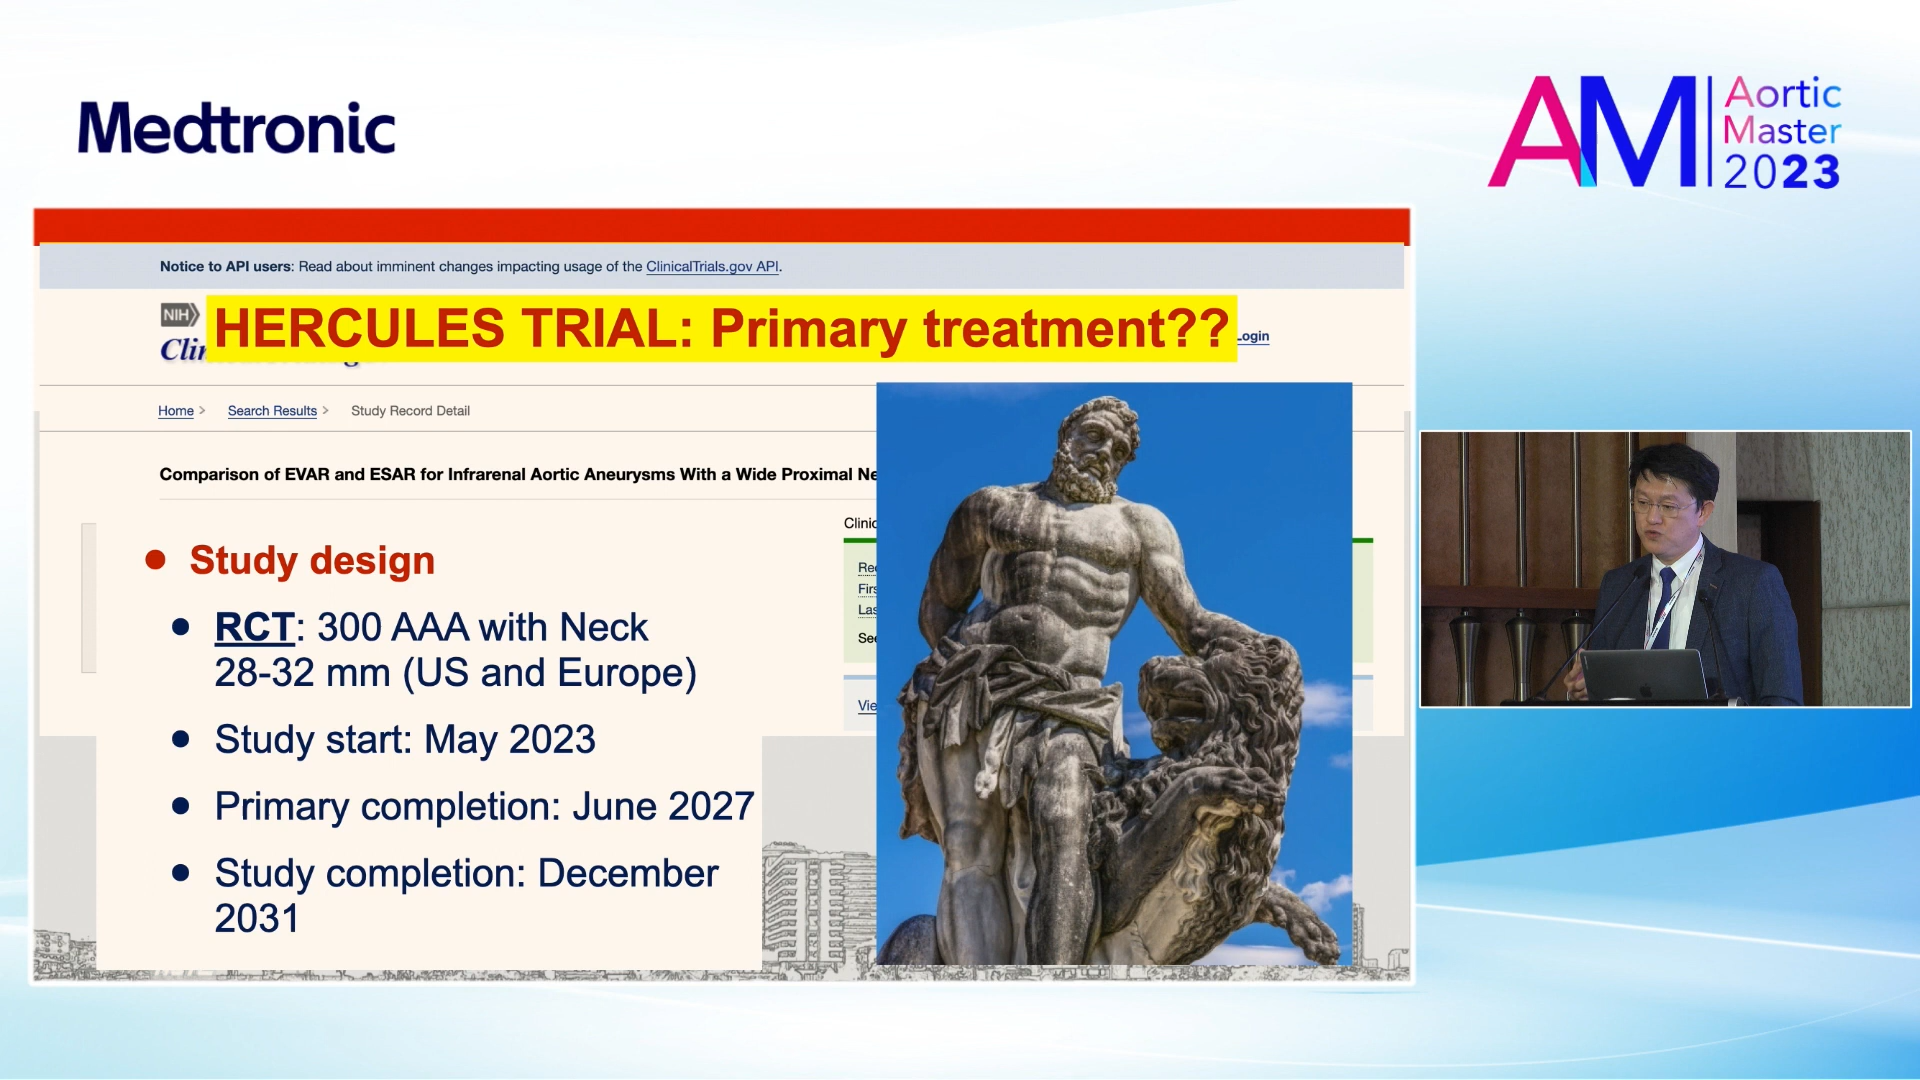 Medtronic
AM
Aortic
Master
2023
Notice to API users: Read about imminent changes impacting usage of the ClinicalTrials.gov API.
NIH
HERCULES TRIAL: Primary treatment??
Login
Home > Search Results > Study Record Detail
Comparison of EVAR and ESAR for Infrarenal Aortic Aneurysms With a Wide Proximal Ne
Study design
RCT: 300 AAA with Neck
28-32 mm (US and Europe)
Study start: May 2023
Primary completion: June 2027
Study completion: December
2031